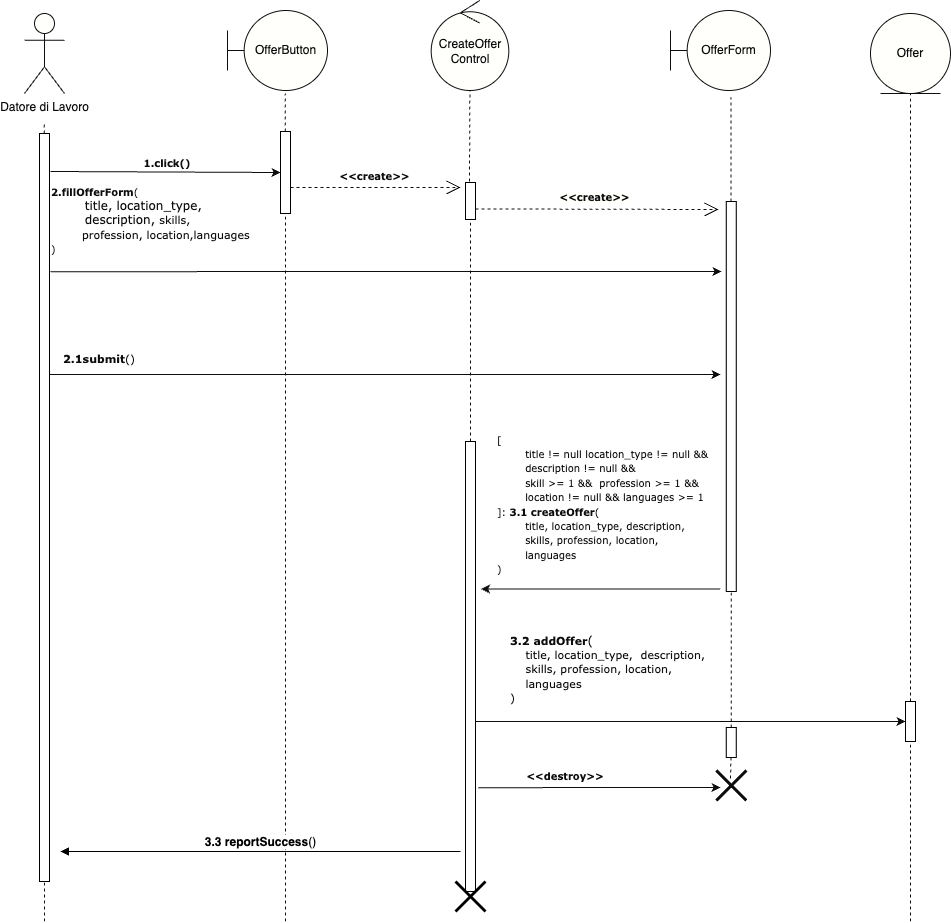 OfferButton
CreateOffer
Control
OfferForm
Offer
Datore di Lavoro
1.click()
<<create>>
<<create>>
2.fillOfferForm(
title, location_type,
description, skills,
profession, location,languages
)
2.1submit()
[
title != null location_type != null &&
description != null &&
skill >= 1 && profession >= 1 &&
location != null && languages >= 1
]: 3.1 createOffer(
title, location_type, description,
skills, profession, location,
languages
)
3.2 addOffer(
title, location_type, description,
skills, profession, location,
languages
)
<<destroy>>
3.3 reportSuccess()